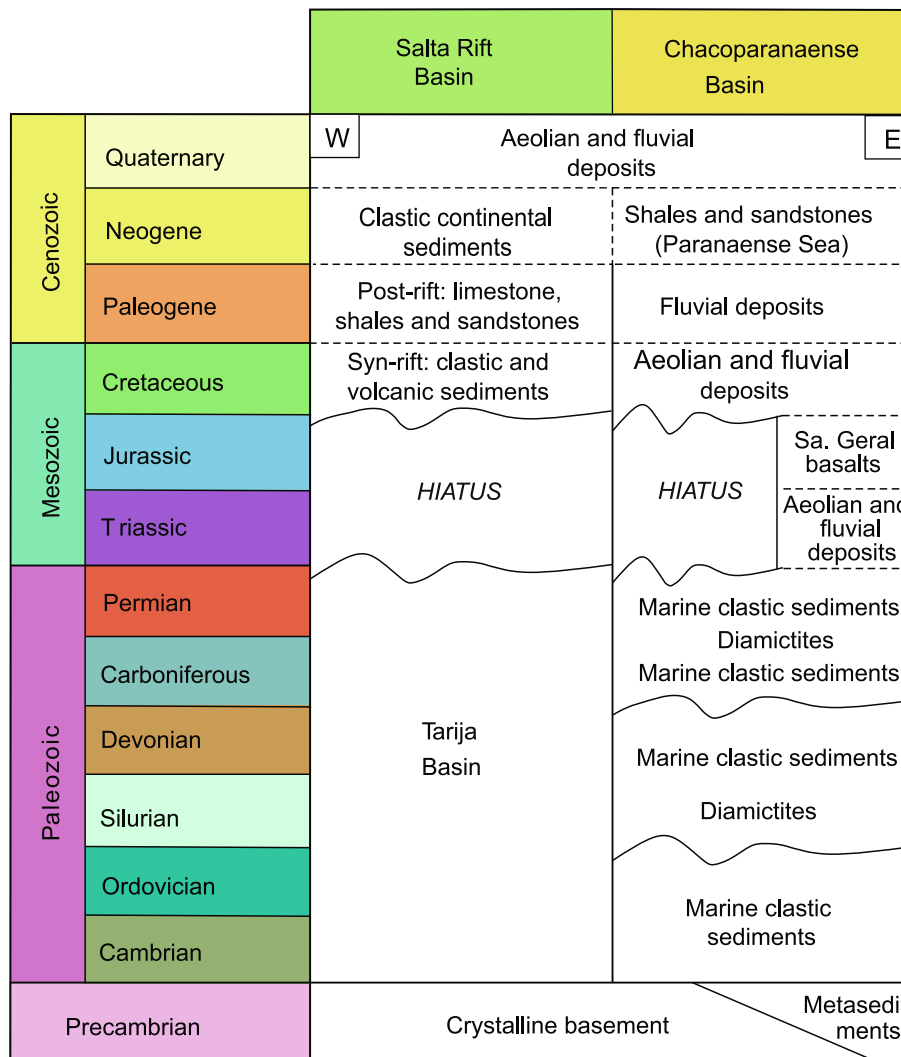 Salta Rift
Basin
Chacoparanaense
Basin
Cenozoic
Quaternary
W
Aeolian and fluvial
deposits
E
Neogene
Clastic continental
sediments
Shales and sandstones
(Paranaense Sea)
Paleogene
Post-rift: limestone,
shales and sandstones
Fluvial deposits
Mesozoic
Cretaceous
Syn-rift: clastic and
volcanic sediments
Aeolian and fluvial
deposits
Jurassic
HIATUS
HIATUS
Sa. Geral
basalts
Triassic
Aeolian and
fluvial
deposits
Paleozoic
Permian
Marine clastic sediments
Diamictites
Carboniferous
Marine clastic sediments
Devonian
Tarija
Basin
Marine clastic sediments
Silurian
Diamictites
Ordovician
Marine clastic
sediments
Cambrian
Precambrian
Crystalline basement
Metasedi
ments